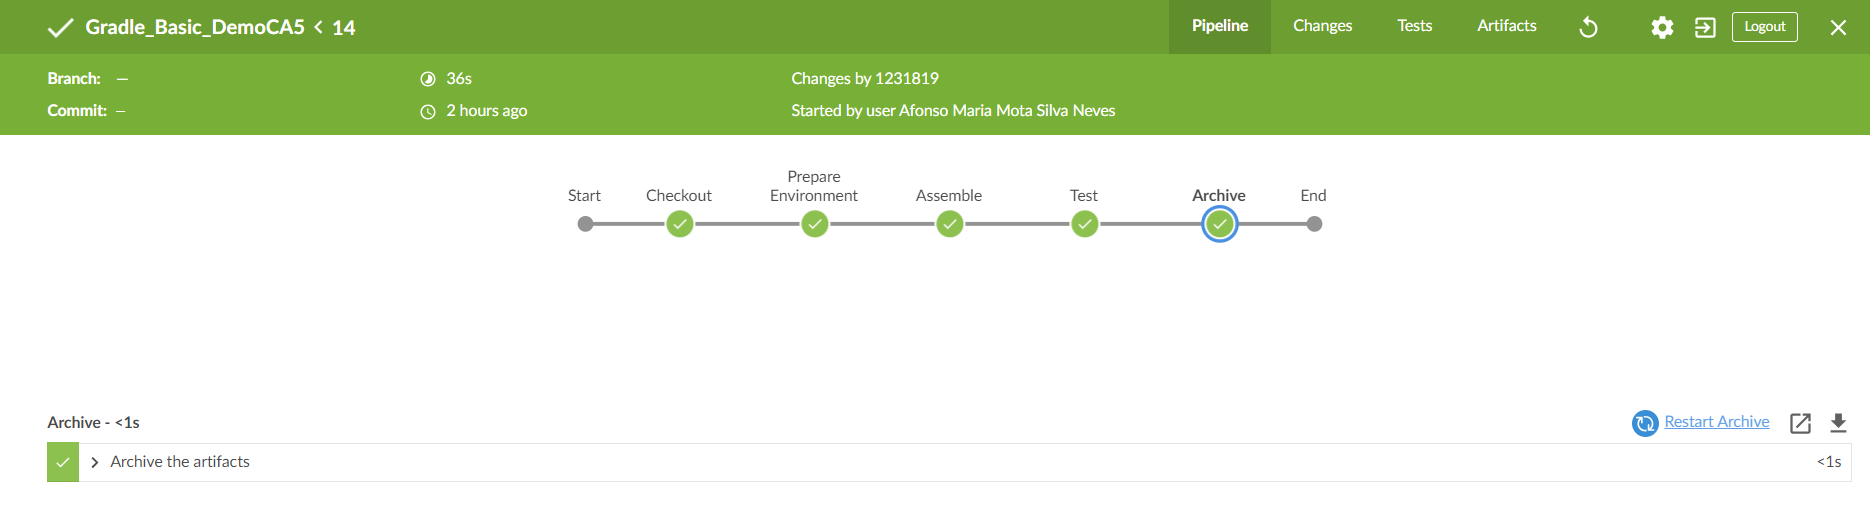 Gradle_Basic_DemoCA5 < 14
Pipeline Changes Tests Artifacts Logout
Branch: — 36s Changes by 1231819
Commit: — 2 hours ago Started by user Afonso Maria Mota Silva Neves
Start Checkout Prepare Environment Assemble Test Archive End
Archive - <1s Restart Archive
Archive the artifacts <1s